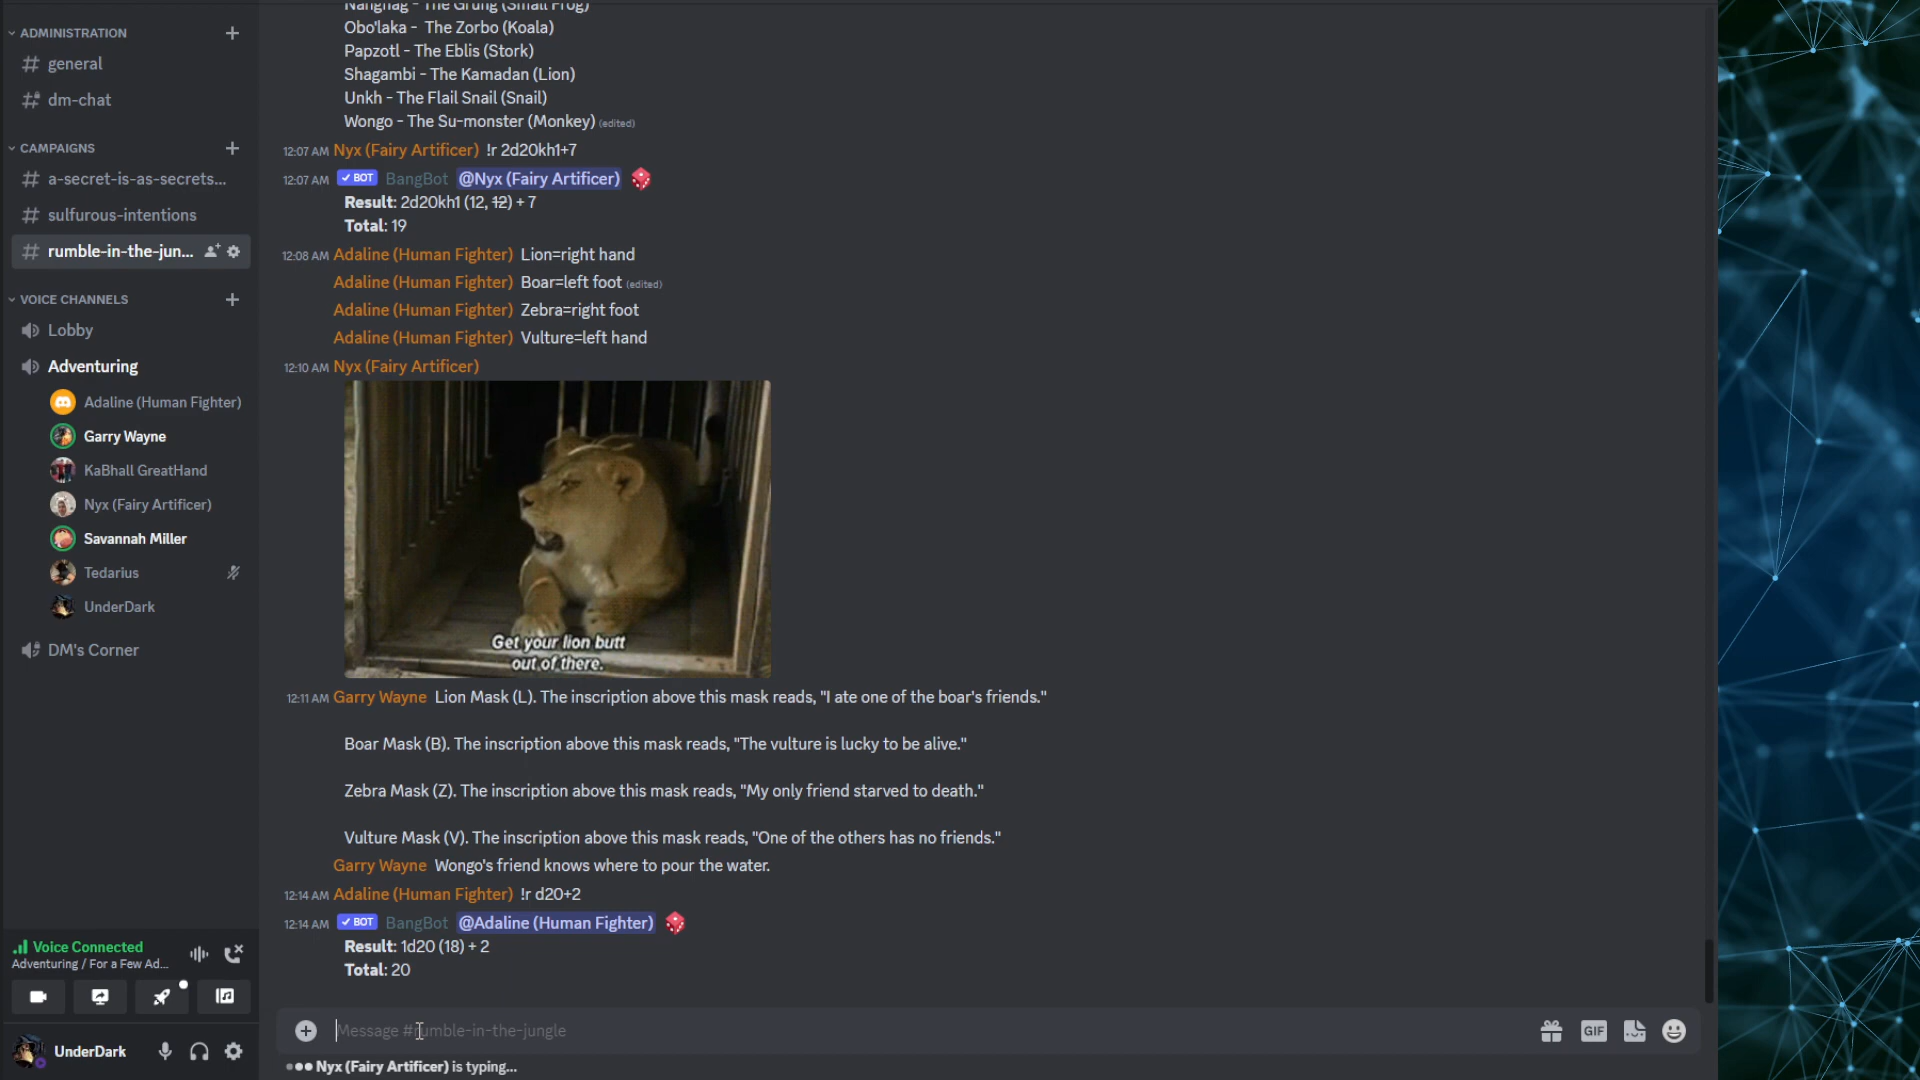 ADMINISTRATION
general
dm-chat
CAMPAIGNS
a-secret-is-as-secrets...
sulfurous-intentions
rumble-in-the-jun...
VOICE CHANNELS
Lobby
Adventuring
Adaline (Human Fighter)
Garry Wayne
KaBhall GreatHand
Nyx (Fairy Artificer)
Savannah Miller
Tedarius
UnderDark
DM's Corner
Voice Connected
Adventuring / For a Few Ad...
UnderDark
Nangnag - The Grung (Small Frog)
Obo'laka - The Zorbo (Koala)
Papzotl - The Eblis (Stork)
Shagambi - The Kamadan (Lion)
Unkh - The Flail Snail (Snail)
Wongo - The Su-monster (Monkey) (edited)
12:07 AM Nyx (Fairy Artificer) !r 2d20kh1+7
12:07 AM BOT BangBot @Nyx (Fairy Artificer)
Result: 2d20kh1 (12, 12) + 7
Total: 19
12:08 AM Adaline (Human Fighter) Lion=right hand
Adaline (Human Fighter) Boar=left foot (edited)
Adaline (Human Fighter) Zebra=right foot
Adaline (Human Fighter) Vulture=left hand
12:10 AM Nyx (Fairy Artificer)
Get your lion butt
out of there.
12:11 AM Garry Wayne Lion Mask (L). The inscription above this mask reads, "I ate one of the boar's friends."
Boar Mask (B). The inscription above this mask reads, "The vulture is lucky to be alive."
Zebra Mask (Z). The inscription above this mask reads, "My only friend starved to death."
Vulture Mask (V). The inscription above this mask reads, "One of the others has no friends."
Garry Wayne Wongo's friend knows where to pour the water.
12:14 AM Adaline (Human Fighter) !r d20+2
12:14 AM BOT BangBot @Adaline (Human Fighter)
Result: 1d20 (18) + 2
Total: 20
Message #rumble-in-the-jungle
GIF
Nyx (Fairy Artificer) is typing...